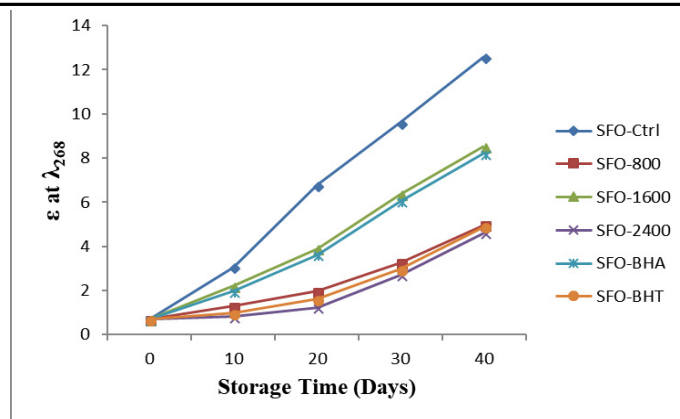 14
12
10
8
6
4
2
0
ε at λ268
0 10 20 30 40
Storage Time (Days)
SFO-Ctrl
SFO-800
SFO-1600
SFO-2400
SFO-BHA
SFO-BHT